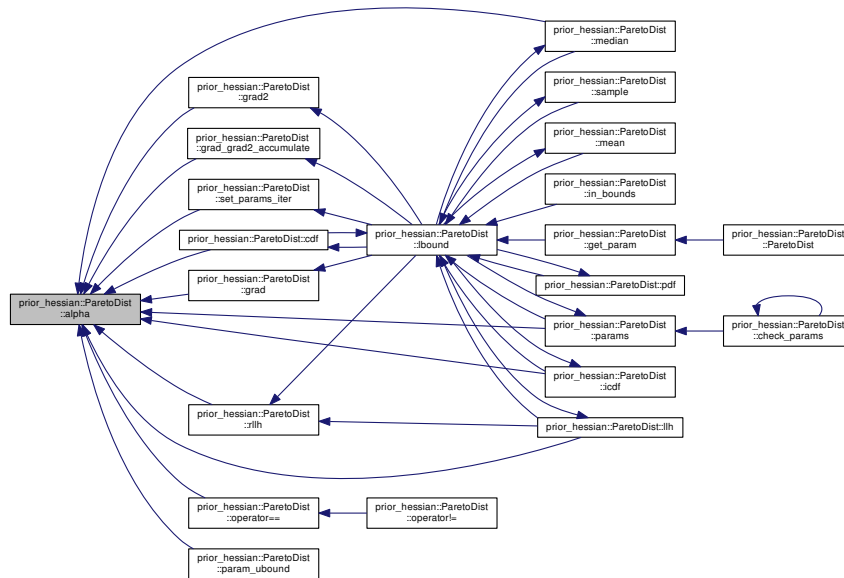 prior_hessian::ParetoDist
::alpha
prior_hessian::ParetoDist
::grad2
prior_hessian::ParetoDist
::grad_grad2_accumulate
prior_hessian::ParetoDist
::set_params_iter
prior_hessian::ParetoDist::cdf
prior_hessian::ParetoDist
::grad
prior_hessian::ParetoDist
::rllh
prior_hessian::ParetoDist
::operator==
prior_hessian::ParetoDist
::param_ubound
prior_hessian::ParetoDist
::lbound
prior_hessian::ParetoDist
::operator!=
prior_hessian::ParetoDist
::median
prior_hessian::ParetoDist
::sample
prior_hessian::ParetoDist
::mean
prior_hessian::ParetoDist
::in_bounds
prior_hessian::ParetoDist
::get_param
prior_hessian::ParetoDist::pdf
prior_hessian::ParetoDist
::params
prior_hessian::ParetoDist
::icdf
prior_hessian::ParetoDist::llh
prior_hessian::ParetoDist
::ParetoDist
prior_hessian::ParetoDist
::check_params